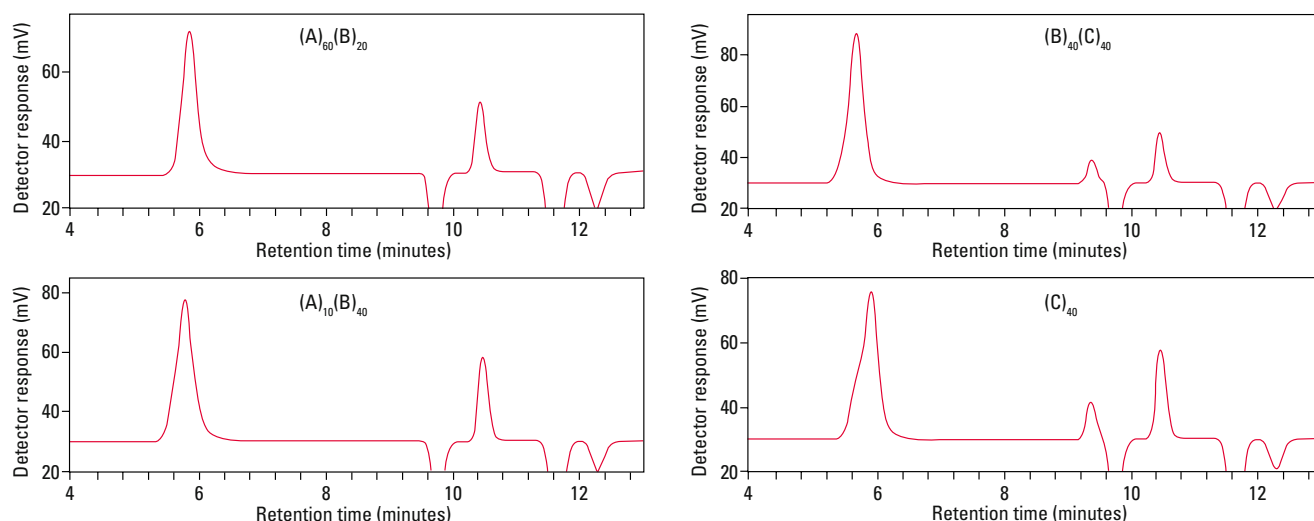 (A)60(B)20
Detector response (mV)
60
40
20
4 6 8 10 12
Retention time (minutes)
(B)40(C)40
Detector response (mV)
80
60
40
20
4 6 8 10 12
Retention time (minutes)
(A)10(B)40
Detector response (mV)
80
60
40
20
4 6 8 10 12
Retention time (minutes)
(C)40
Detector response (mV)
80
60
40
20
4 6 8 10 12
Retention time (minutes)